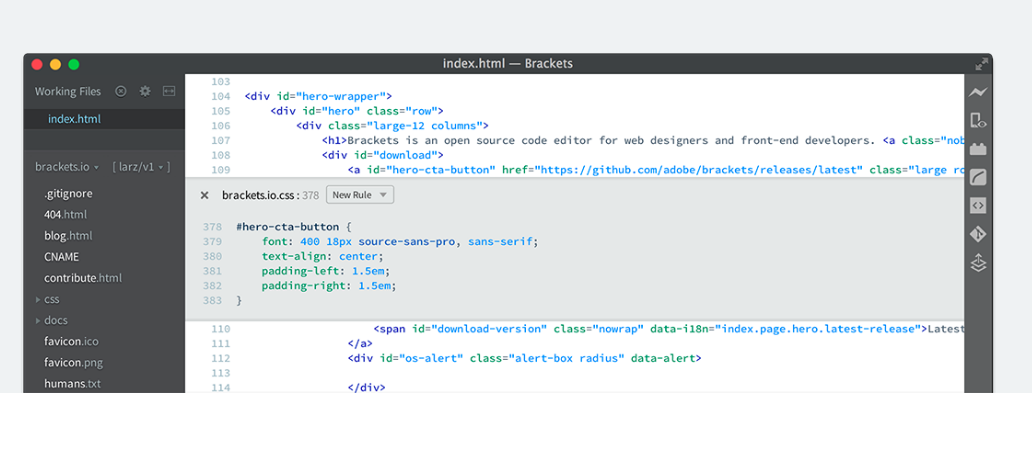 index.html — Brackets
Working Files
index.html
brackets.io
[ larz/v1 ]
.gitignore
404.html
blog.html
CNAME
contribute.html
css
docs
favicon.ico
favicon.png
humans.txt
103
104 <div id="hero-wrapper">
105 <div id="hero" class="row">
106 <div class="large-12 columns">
107 <h1>Brackets is an open source code editor for web designers and front-end developers. <a class="nob
108 <div id="download">
109 <a id="hero-cta-button" href="https://github.com/adobe/brackets/releases/latest" class="large ro
brackets.io.css : 378 New Rule
378 #hero-cta-button {
379 font: 400 18px source-sans-pro, sans-serif;
380 text-align: center;
381 padding-left: 1.5em;
382 padding-right: 1.5em;
383 }
110 <span id="download-version" class="nowrap" data-i18n="index.page.hero.latest-release">Latest
111 </a>
112 <div id="os-alert" class="alert-box radius" data-alert>
113
114 </div>